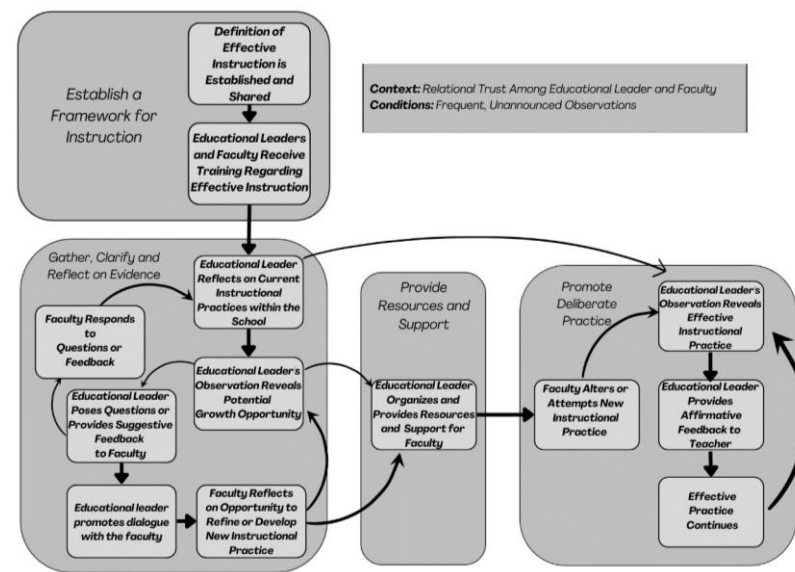 Establish a
Framework for
Instruction
Definition of
Effective
Instruction is
Established and
Shared
Educational Leaders
and Faculty Receive
Training Regarding
Effective Instruction
Context: Relational Trust Among Educational Leader and Faculty
Conditions: Frequent, Unannounced Observations
Gather, Clarify and
Reflect on Evidence
Educational Leader
Reflects on Current
Instructional
Practices within the
School
Faculty Responds
to
Questions or
Feedback
Educational Leader's
Observation Reveals
Potential
Growth Opportunity
Educational Leader
Poses Questions or
Provides Suggestive
Feedback
to Faculty
Educational leader
promotes dialogue
with the faculty
Faculty Reflects
on Opportunity to
Refine or Develop
New Instructional
Practice
Provide
Resources and
Support
Educational Leader
Organizes and
Provides Resources
and Support for
Faculty
Promote
Deliberate
Practice
Educational Leader's
Observation Reveals
Effective
Instructional
Practice
Faculty Alters or
Attempts New
Instructional
Practice
Educational Leader
Provides
Affirmative
Feedback to
Teacher
Effective
Practice
Continues